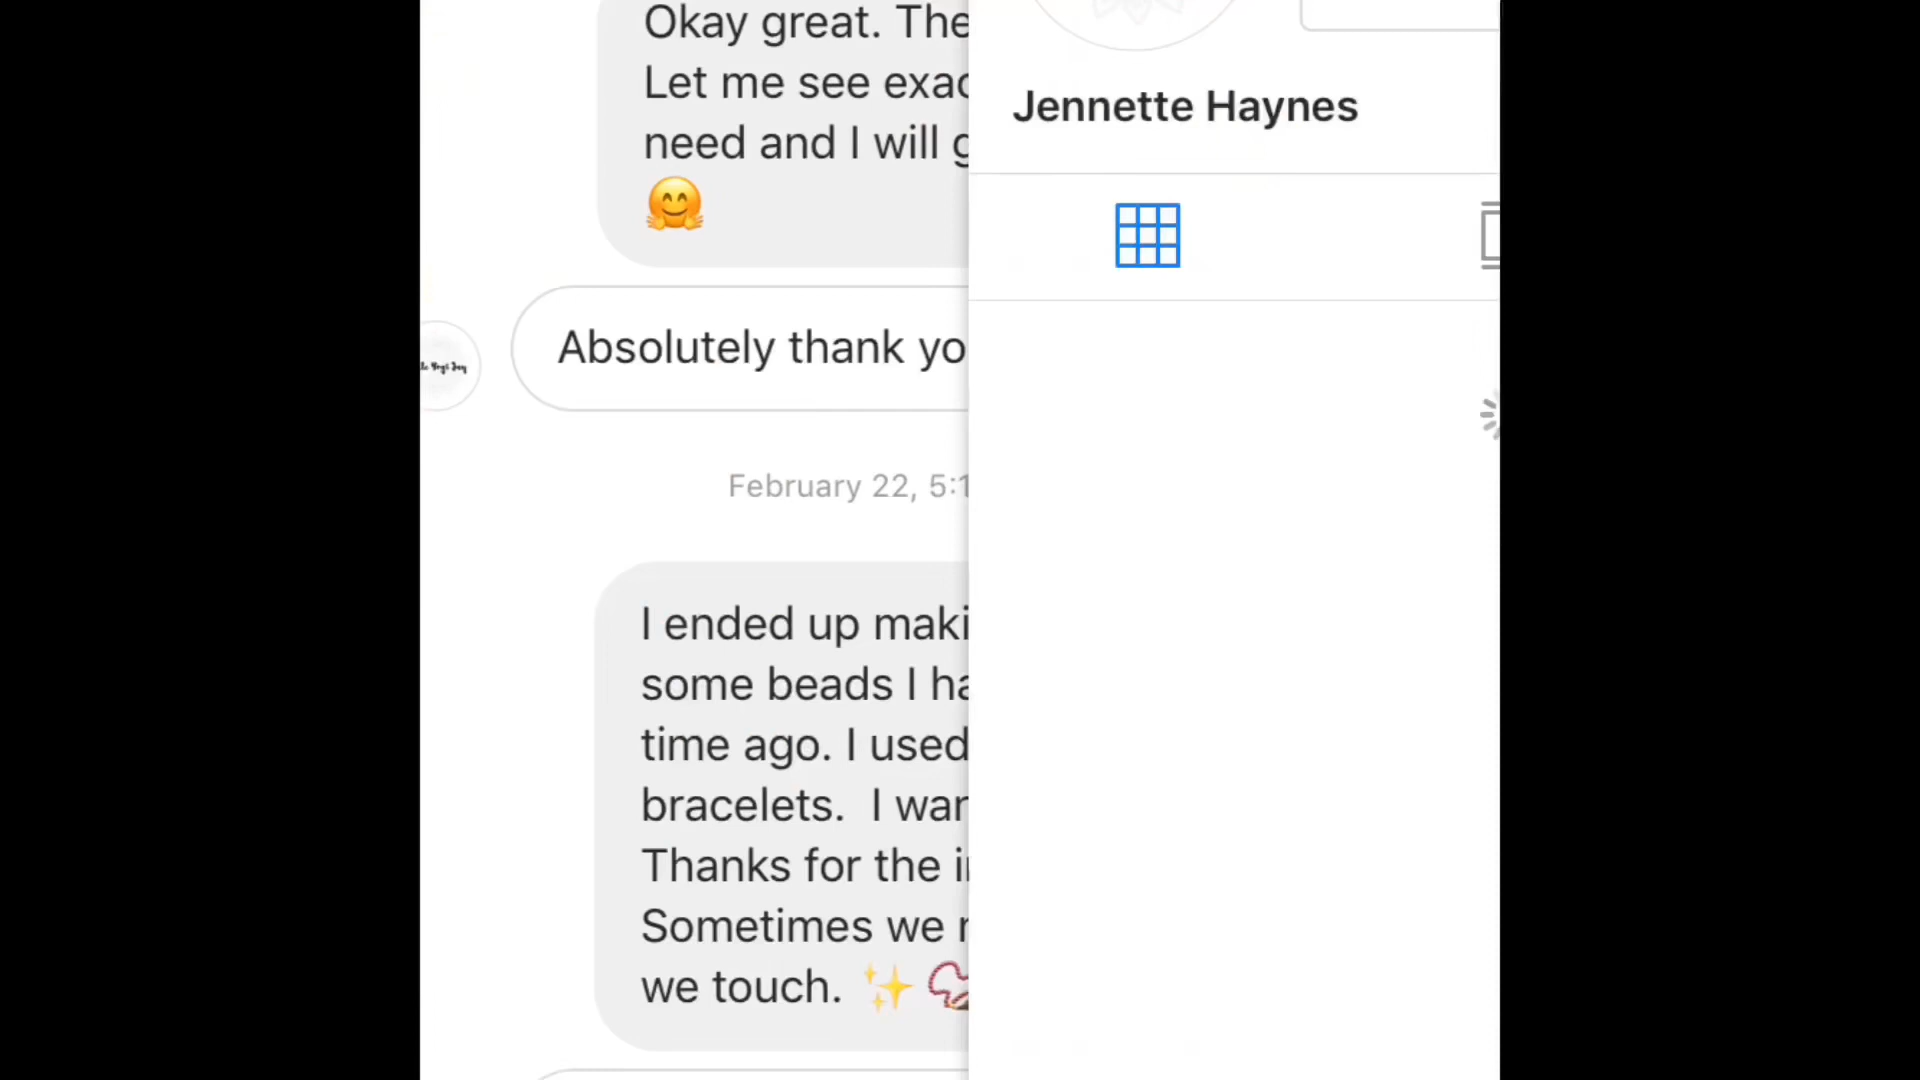 Okay great. The
Let me see exac
need and I will g
Absolutely thank yo
February 22, 5:1
I ended up maki
some beads I ha
time ago. I used
bracelets.  I wan
Thanks for the i
Sometimes we
we touch.
Jennette Haynes